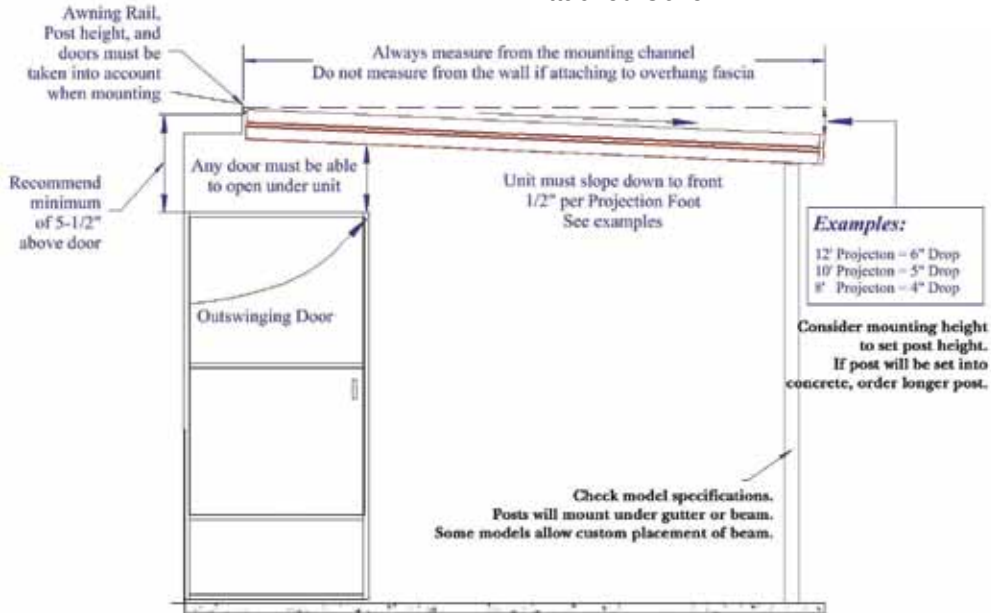 Awning Rail,
Post height, and
doors must be
taken into account
when mounting
Always measure from the mounting channel
Do not measure from the wall if attaching to overhang fascia
Recommend
minimum
of 5-1/2"
above door
Any door must be able
to open under unit
Unit must slope down to front
1/2" per Projection Foot
See examples
Outswinging Door
Examples:
12' Projecton = 6" Drop
10' Projecton = 5" Drop
8' Projecton = 4" Drop
Consider mounting height
to set post height.
If post will be set into
concrete, order longer post.
Check model specifications.
Posts will mount under gutter or beam.
Some models allow custom placement of beam.